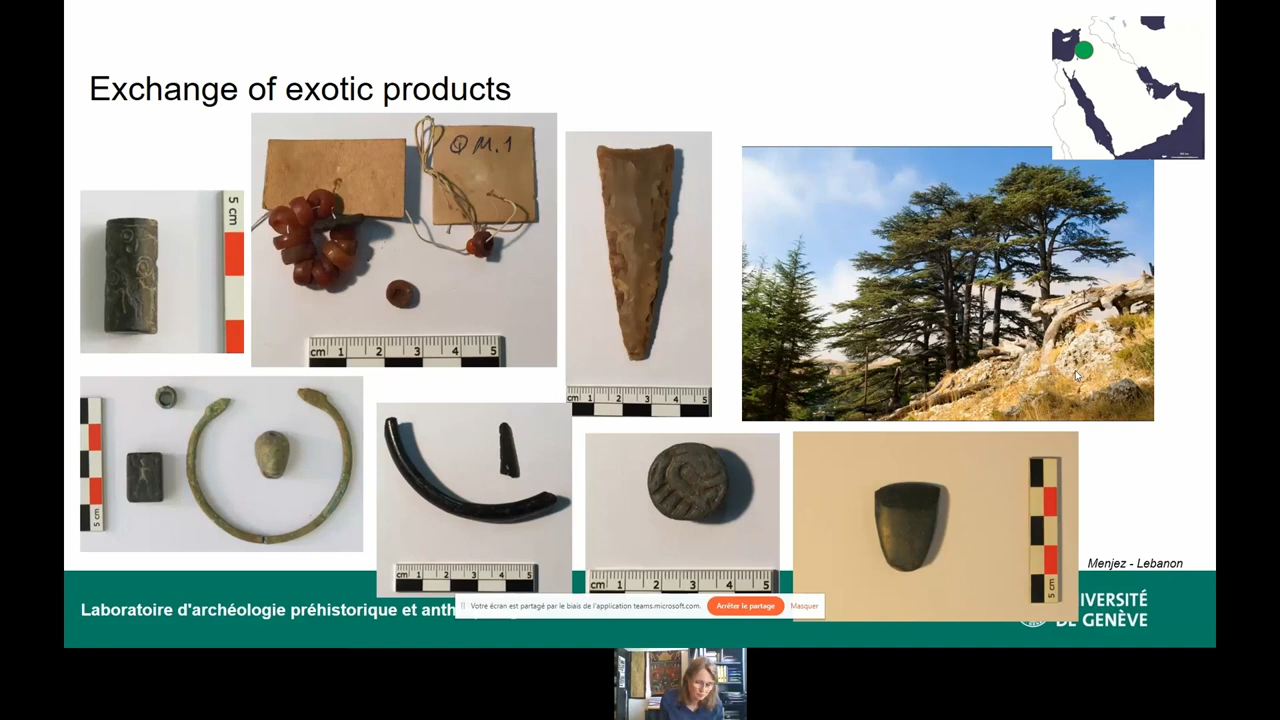 Exchange of exotic products
5 cm
QM.1
cm 1 2 3 4 5
cm 1 2 3 4 5
5 cm
cm 1 2 3 4 5
cm 1 2 3 4 5
5 cm
Menjez - Lebanon
Laboratoire d'archéologie préhistorique et anth
Votre écran est partagé par le biais de l'application teams.microsoft.com.
Arrêter le partage
Masquer
IVERSITÉ
DE GENÈVE